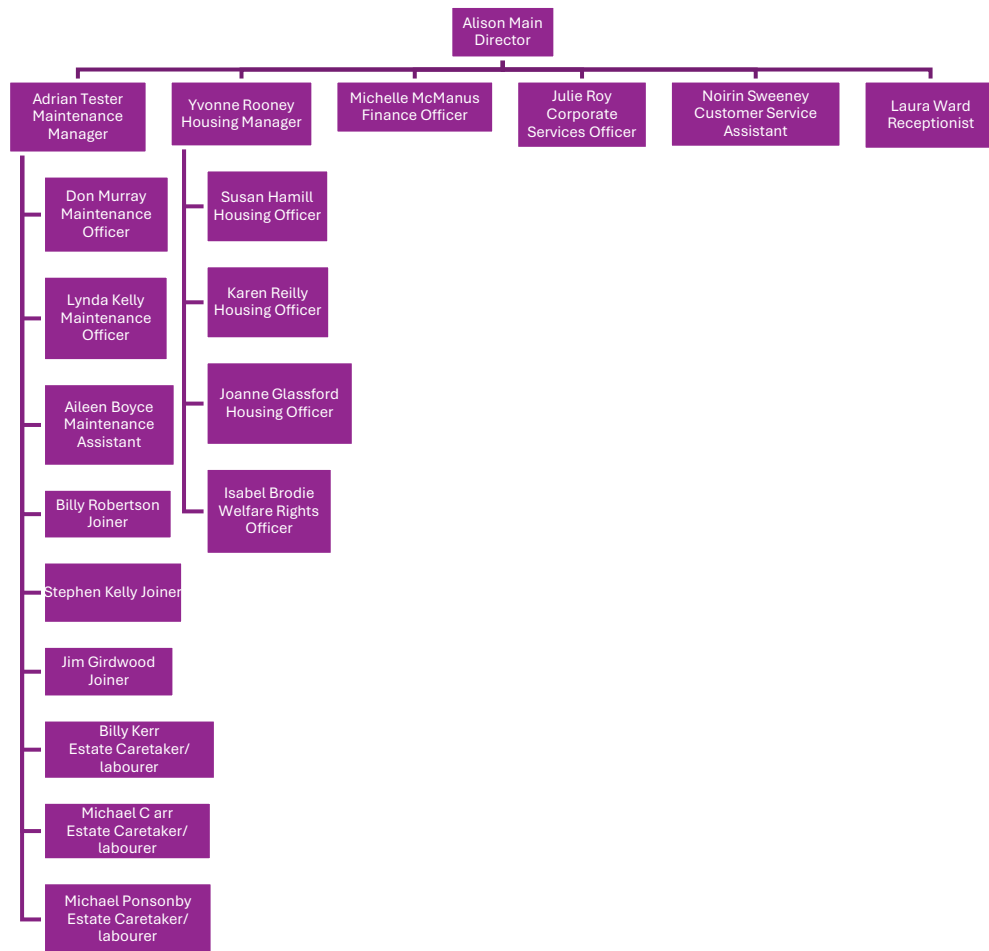 Alison Main
Director
Adrian Tester
Maintenance
Manager
Yvonne Rooney
Housing Manager
Michelle McManus
Finance Officer
Julie Roy
Corporate
Services Officer
Noirin Sweeney
Customer Service
Assistant
Laura Ward
Receptionist
Don Murray
Maintenance
Officer
Lynda Kelly
Maintenance
Officer
Aileen Boyce
Maintenance
Assistant
Billy Robertson
Joiner
Stephen Kelly Joiner
Jim Girdwood
Joiner
Billy Kerr
Estate Caretaker/
labourer
Michael C arr
Estate Caretaker/
labourer
Michael Ponsonby
Estate Caretaker/
labourer
Susan Hamill
Housing Officer
Karen Reilly
Housing Officer
Joanne Glassford
Housing Officer
Isabel Brodie
Welfare Rights
Officer